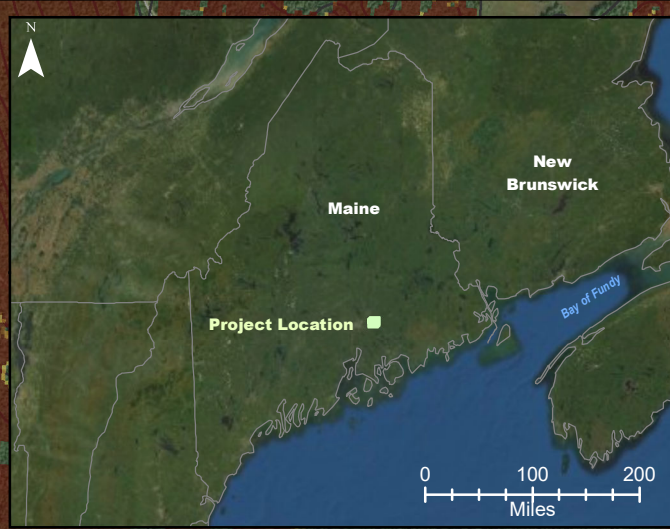 N
Maine
New
Brunswick
Project Location
Bay of Fundy
0 100 200
Miles